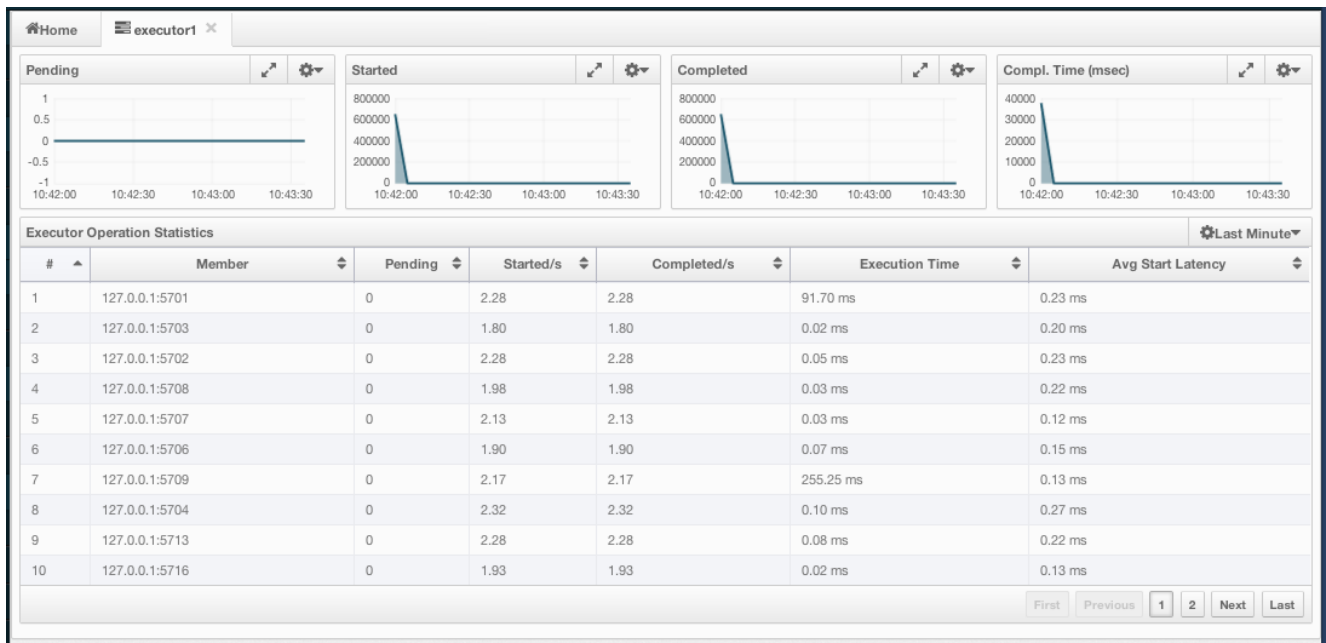 Home executor1
Pending Started Completed Compl. Time (msec)
1 800000 800000 40000
0.5 600000 600000 30000
0 400000 400000 20000
-0.5 200000 200000 10000
-1 0 0 0
10:42:00 10:42:30 10:43:00 10:43:30 10:42:00 10:42:30 10:43:00 10:43:30 10:42:00 10:42:30 10:43:00 10:43:30 10:42:00 10:42:30 10:43:00 10:43:30
Executor Operation Statistics Last Minute
# Member Pending Started/s Completed/s Execution Time Avg Start Latency
1 127.0.0.1:5701 0 2.28 2.28 91.70 ms 0.23 ms
2 127.0.0.1:5703 0 1.80 1.80 0.02 ms 0.20 ms
3 127.0.0.1:5702 0 2.28 2.28 0.05 ms 0.23 ms
4 127.0.0.1:5708 0 1.98 1.98 0.03 ms 0.22 ms
5 127.0.0.1:5707 0 2.13 2.13 0.03 ms 0.12 ms
6 127.0.0.1:5706 0 1.90 1.90 0.07 ms 0.15 ms
7 127.0.0.1:5709 0 2.17 2.17 255.25 ms 0.13 ms
8 127.0.0.1:5704 0 2.32 2.32 0.10 ms 0.27 ms
9 127.0.0.1:5713 0 2.28 2.28 0.08 ms 0.22 ms
10 127.0.0.1:5716 0 1.93 1.93 0.02 ms 0.13 ms
First Previous 1 2 Next Last